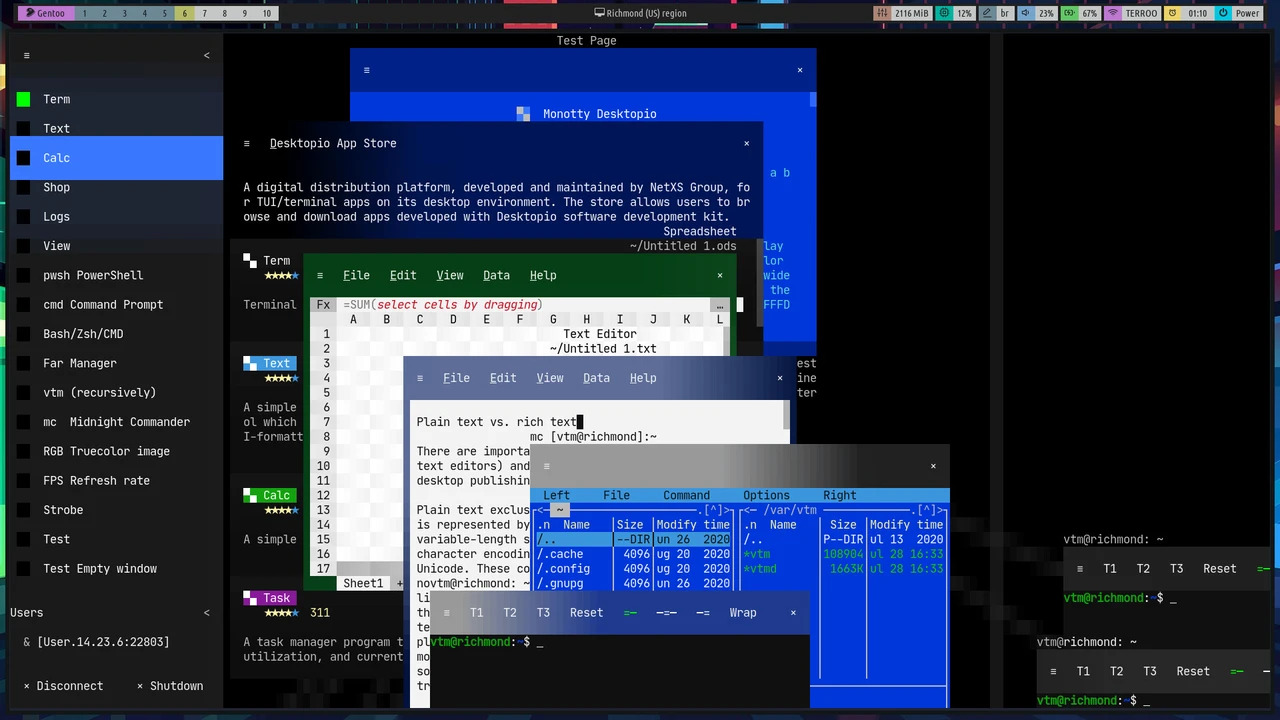 Gentoo 1 2 3 4 5 6 7 8 9 10
Richmond (US) region
2116 MiB 12% br 23% 67% TERROO 01:10 Power
≡ <
Term
Text
Calc
Shop
Logs
View
pwsh PowerShell
cmd Command Prompt
Bash/Zsh/CMD
Far Manager
vtm (recursively)
mc Midnight Commander
RGB Truecolor image
FPS Refresh rate
Strobe
Test
Test Empty window
Users <
& [User.14.23.6:22803]
× Disconnect × Shutdown
Test Page
≡ ×
Monotty Desktopio
a b
lay
lor
wide
the
FFFD
est
ine
ter
≡ Desktopio App Store ×
A digital distribution platform, developed and maintained by NetXS Group, fo
r TUI/terminal apps on its desktop environment. The store allows users to br
owse and download apps developed with Desktopio software development kit.
Term
★★★★★
Terminal
Text
★★★★★
A simple
ol which
I-formatt
Calc
★★★★★
A simple
Task
★★★★★ 311
A task manager program t
utilization, and current
Spreadsheet
~/Untitled 1.ods
≡ File Edit View Data Help ×
Fx =SUM(select cells by dragging) …
A B C D E F G H I J K L
1
2
3
4
5
6
7
8
9
10
11
12
13
14
15
16
17
Sheet1 +
Text Editor
~/Untitled 1.txt
≡ File Edit View Data Help ×
Plain text vs. rich text
There are importa
text editors) and
desktop publishin
Plain text exclus
is represented by
variable-length s
character encodin
Unicode. These co
no
li
th
te
pl
mo
so
tr
mc [vtm@richmond]:~
≡ ×
Left File Command Options Right
<— ~ .[^]> <— /var/vtm .[^]>
.n Name Size Modify time .n Name Size Modify time
/.. --DIR un 26 2020 /.. P--DIR ul 13 2020
/.cache 4096 ug 20 2020 *vtm 108904 ul 28 16:33
/.config 4096 ug 20 2020 *vtmd 1663K ul 28 16:33
/.gnupg 4096 un 26 2020
vtm@richmond: ~
≡ T1 T2 T3 Reset =— —=— —= Wrap ×
vtm@richmond:~$ _
vtm@richmond: ~
≡ T1 T2 T3 Reset =—
vtm@richmond:~$ _
vtm@richmond: ~
≡ T1 T2 T3 Reset =— —
vtm@richmond:~$ _